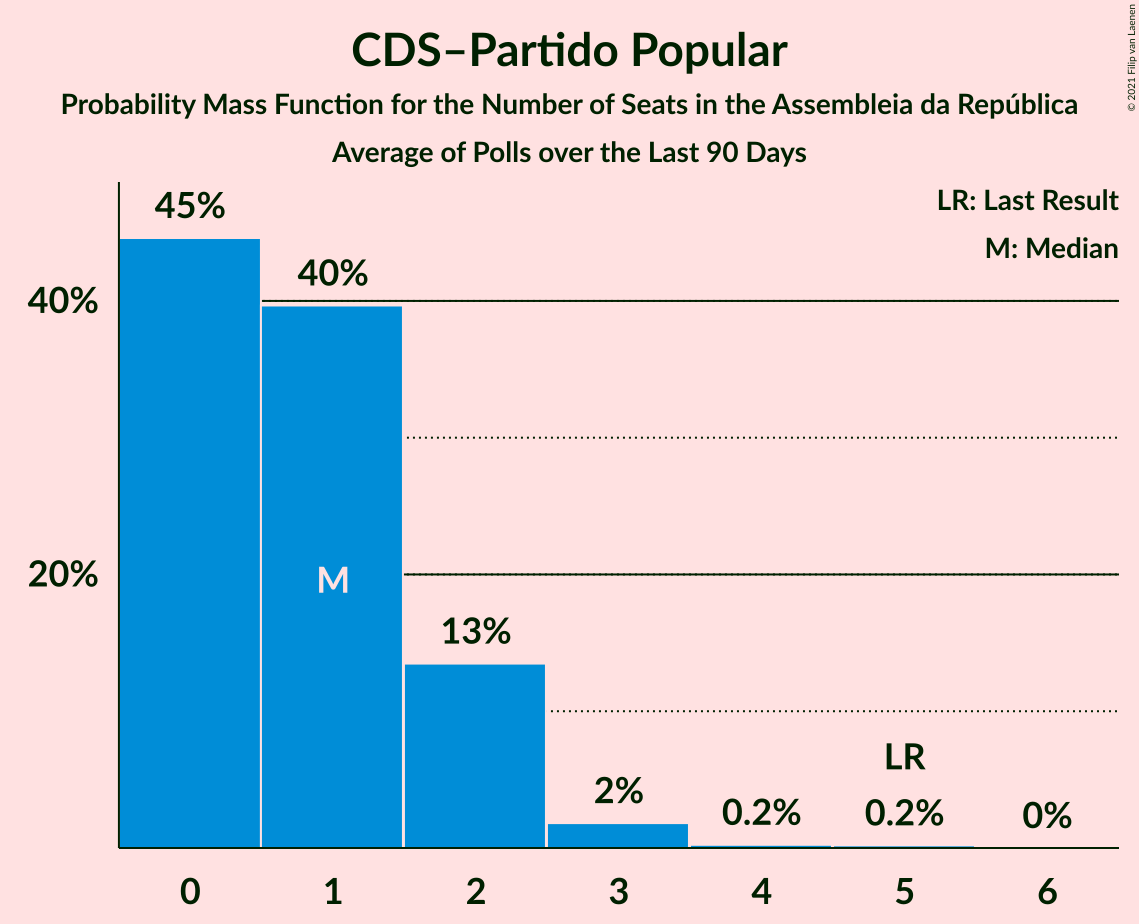 CDS–Partido Popular
Probability Mass Function for the Number of Seats in the Assembleia da República
Average of Polls over the Last 90 Days
© 2021 Filip van Laenen
LR: Last Result
M: Median
45%
40%
40%
20%
M
13%
2%
0.2%
LR
0.2%
0%
0 1 2 3 4 5 6